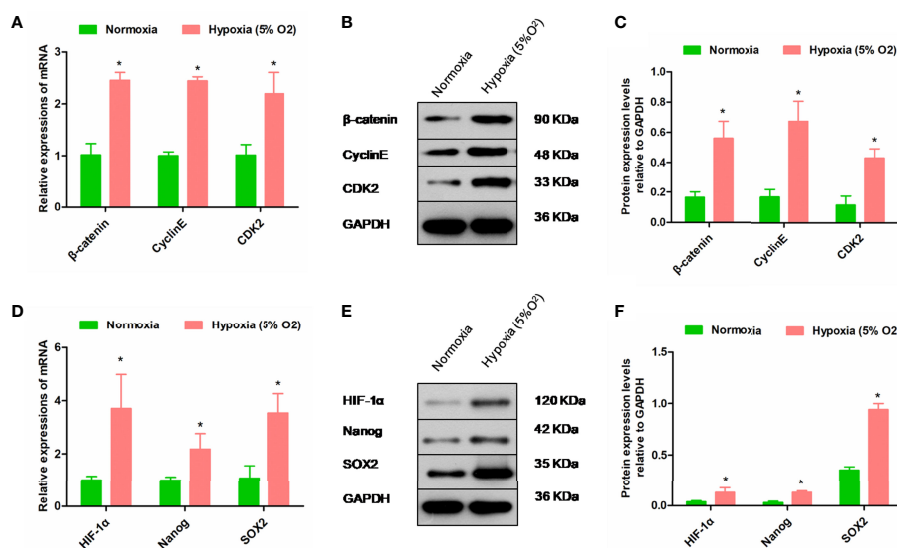 A
Normoxia
Hypoxia (5% O2)
Relative expressions of mRNA
3
2
1
0
*
*
*
β-catenin
CyclinE
CDK2
B
Normoxia
Hypoxia (5%O²)
β-catenin
90 KDa
CyclinE
48 KDa
CDK2
33 KDa
GAPDH
36 KDa
C
Normoxia
Hypoxia (5% O2)
Protein expression levels
relative to GAPDH
1.0
0.8
0.6
0.4
0.2
0.0
*
*
*
β-catenin
CyclinE
CDK2
D
Normoxia
Hypoxia (5% O2)
Relative expressions of mRNA
6
4
2
0
*
*
*
HIF-1α
Nanog
SOX2
E
Normoxia
Hypoxia (5%O²)
HIF-1α
120 KDa
Nanog
42 KDa
SOX2
35 KDa
GAPDH
36 KDa
F
Normoxia
Hypoxia (5% O2)
Protein expression levels
relative to GAPDH
1.5
1.0
0.5
0.0
*
*
*
HIF-1α
Nanog
SOX2